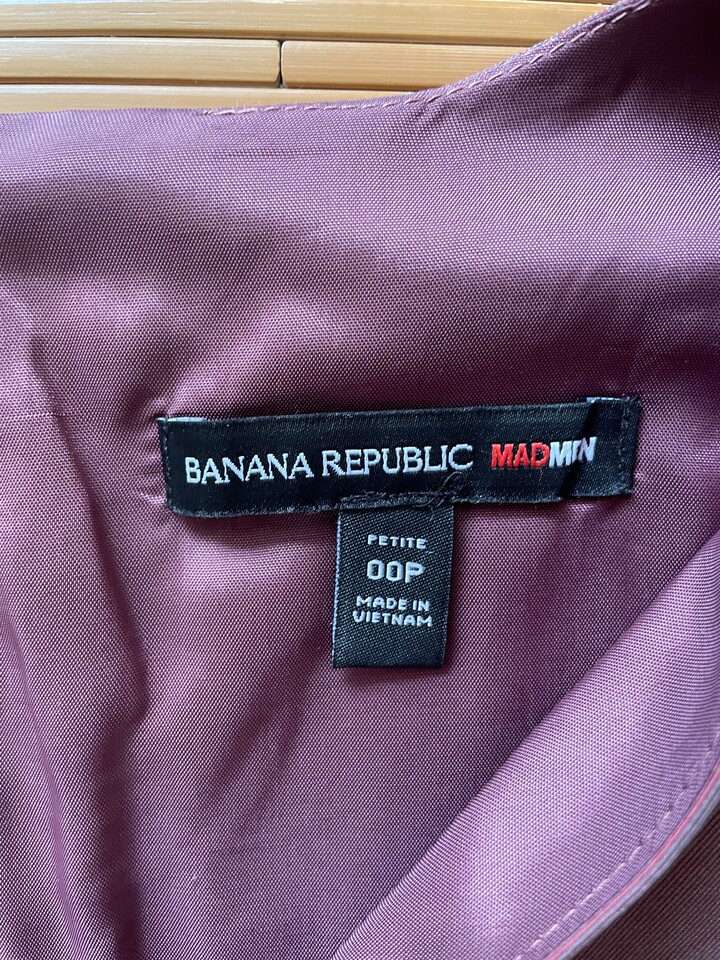 BANANA REPUBLIC MADMEN
PETITE
00P
MADE IN
VIETNAM